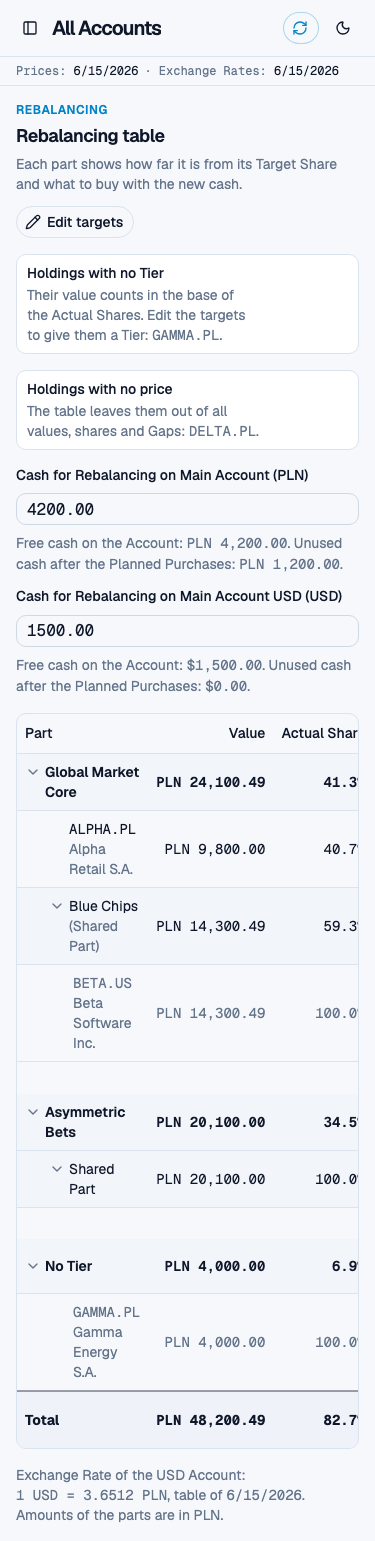 All Accounts
Prices: 6/15/2026 · Exchange Rates: 6/15/2026
REBALANCING
Rebalancing table
Each part shows how far it is from its Target Share
and what to buy with the new cash.
Edit targets
Holdings with no Tier
Their value counts in the base of
the Actual Shares. Edit the targets
to give them a Tier: GAMMA.PL.
Holdings with no price
The table leaves them out of all
values, shares and Gaps: DELTA.PL.
Cash for Rebalancing on Main Account (PLN)
4200.00
Free cash on the Account: PLN 4,200.00. Unused
cash after the Planned Purchases: PLN 1,200.00.
Cash for Rebalancing on Main Account USD (USD)
1500.00
Free cash on the Account: $1,500.00. Unused cash
after the Planned Purchases: $0.00.
Part Value Actual Shar
Global Market
Core PLN 24,100.49 41.3
ALPHA.PL
Alpha
Retail S.A. PLN 9,800.00 40.7
Blue Chips
(Shared
Part) PLN 14,300.49 59.3
BETA.US
Beta
Software
Inc. PLN 14,300.49 100.0
Asymmetric
Bets PLN 20,100.00 34.5
Shared
Part PLN 20,100.00 100.0
No Tier PLN 4,000.00 6.9
GAMMA.PL
Gamma
Energy
S.A. PLN 4,000.00 100.0
Total PLN 48,200.49 82.7
Exchange Rate of the USD Account:
1 USD = 3.6512 PLN, table of 6/15/2026.
Amounts of the parts are in PLN.